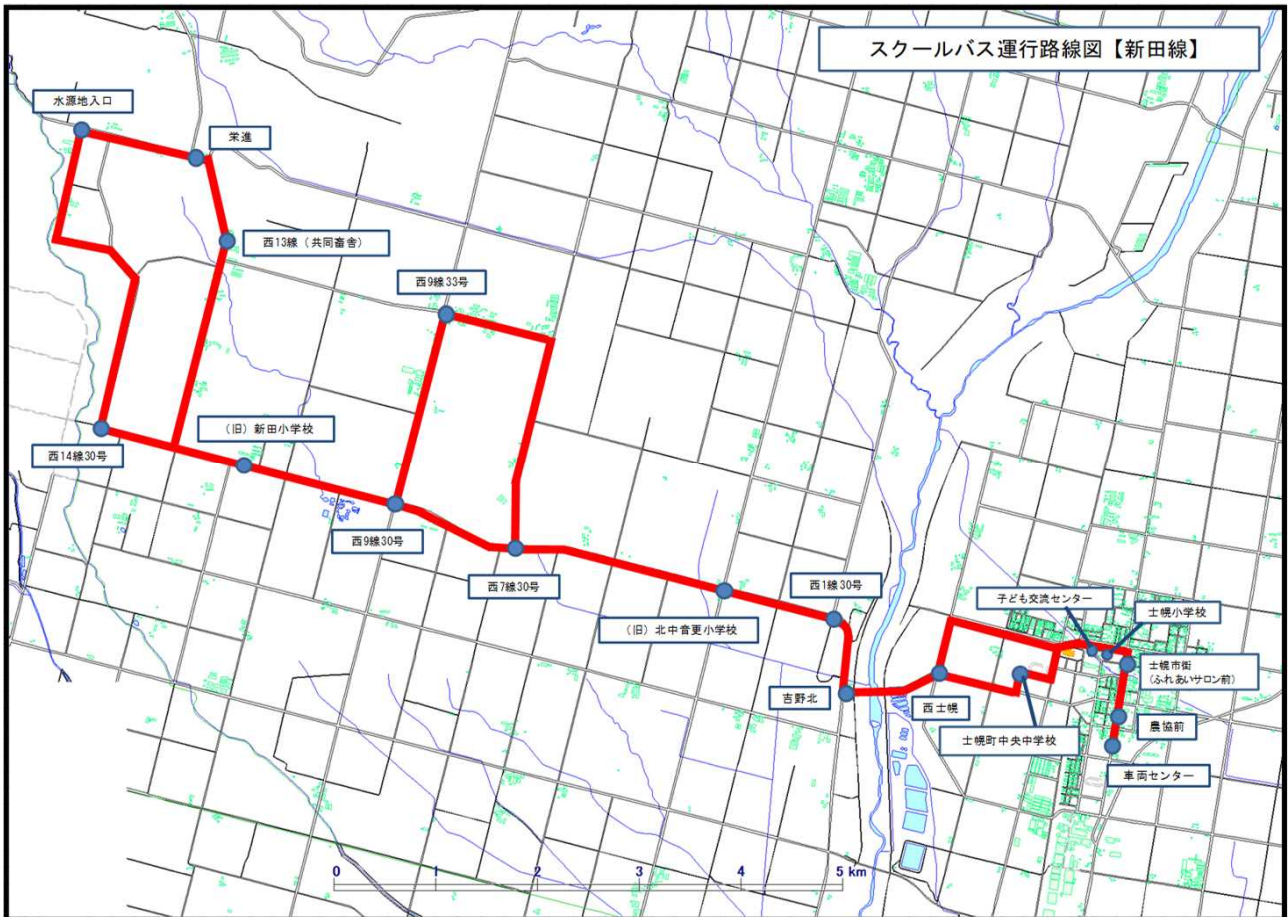 スクールバス運行路線図【新田線】
水源地入口
栄進
西13線（共同畜舎）
西9線33号
（旧）新田小学校
西14線30号
西9線30号
西7線30号
西1線30号
（旧）北中音更小学校
子ども交流センター
士幌小学校
士幌市街
（ふれあいサロン前）
吉野北
西士幌
士幌町中央中学校
農協前
車両センター
0 1 2 3 4 5 km